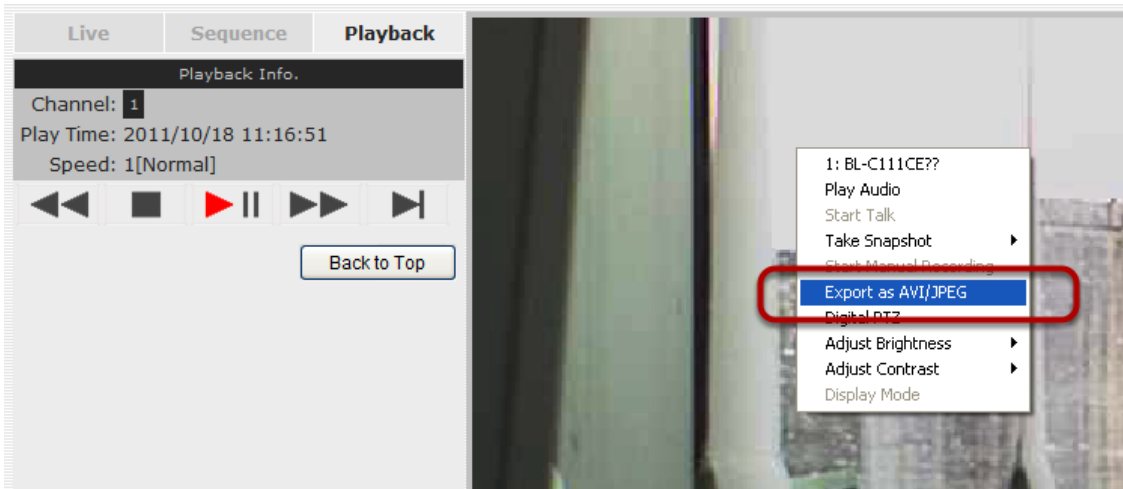 Live Sequence Playback
Playback Info.
Channel: 1
Play Time: 2011/10/18 11:16:51
Speed: 1[Normal]
Back to Top
1: BL-C111CE??
Play Audio
Start Talk
Take Snapshot
Start Manual Recording
Export as AVI/JPEG
Digital PTZ
Adjust Brightness
Adjust Contrast
Display Mode